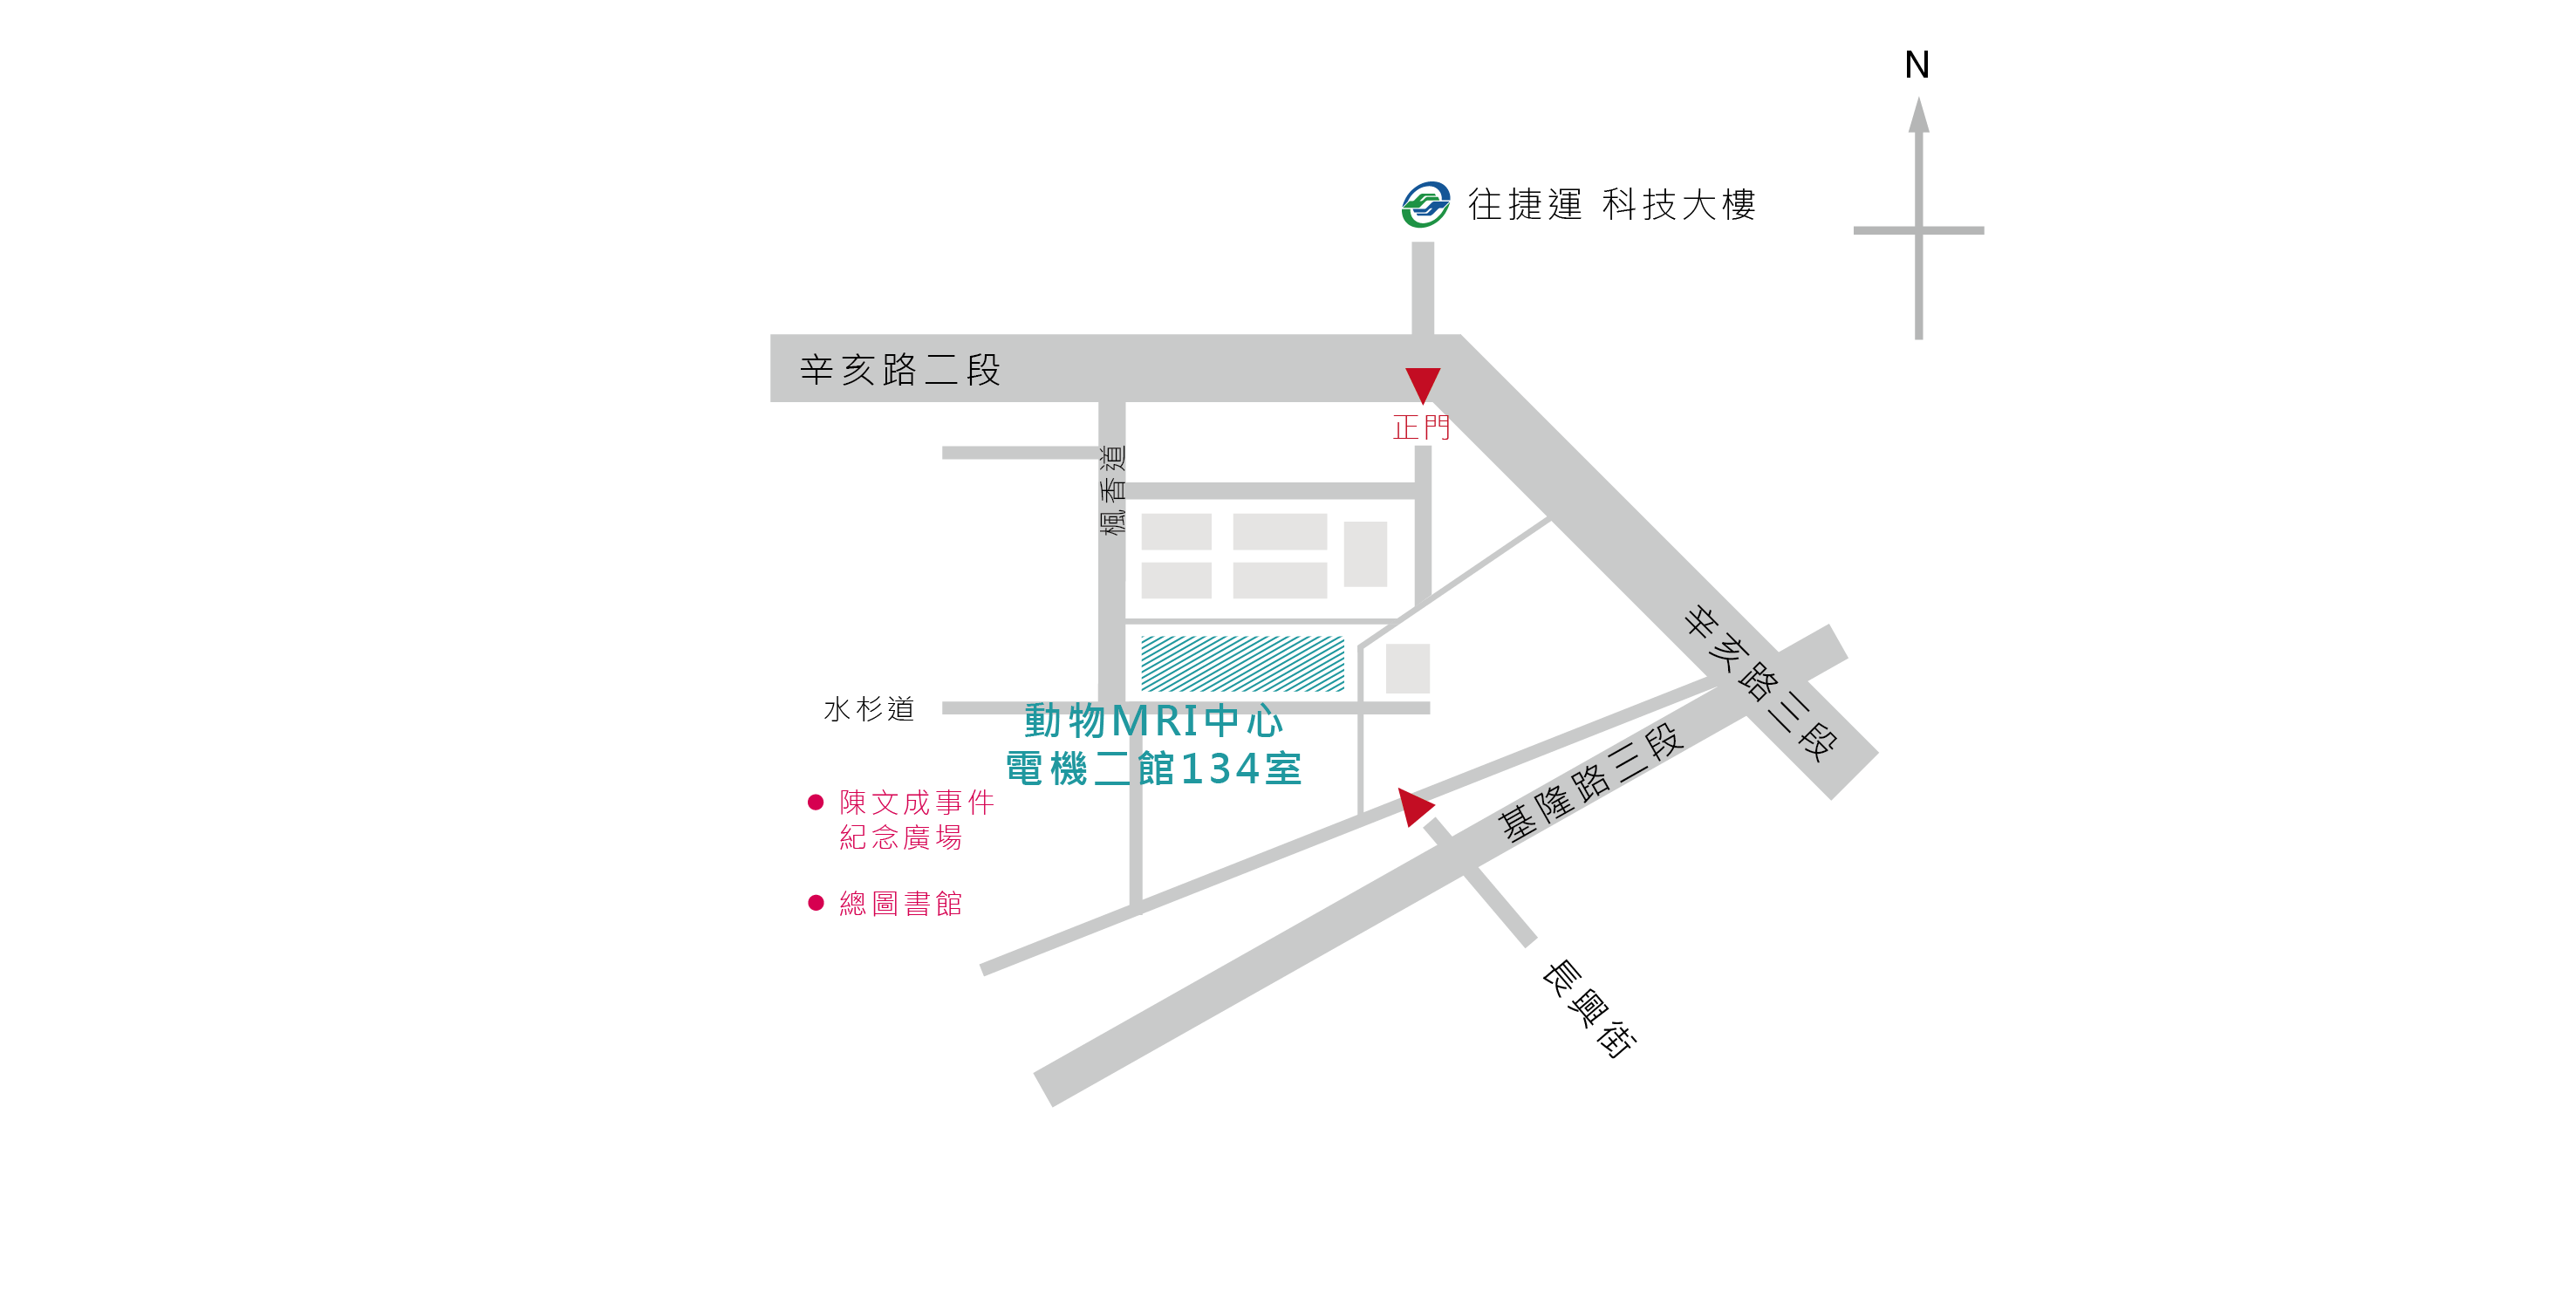 N
往捷運 科技大樓
辛亥路二段
正門
楓香道
辛亥路三段
水杉道
動物MRI中心
電機二館134室
基隆路三段
陳文成事件
紀念廣場
總圖書館
長興街